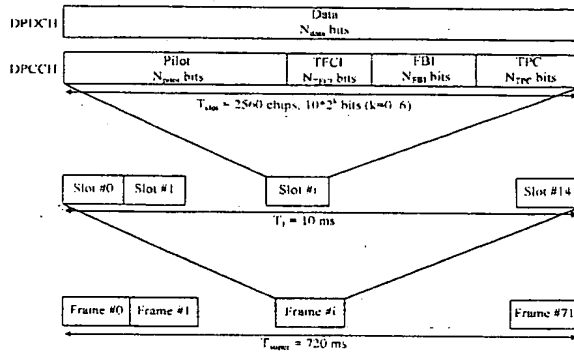 DPDCH
Data
N_data bits
DPCCH
Pilot
N_pilot bits
TFCI
N_TFCI bits
FBI
N_FBI bits
TPC
N_TPC bits
T_slot = 2560 chips, 10*2^k bits (k=0..6)
Slot #0 Slot #1 Slot #i Slot #14
T_f = 10 ms
Frame #0 Frame #1 Frame #i Frame #71
T_super = 720 ms